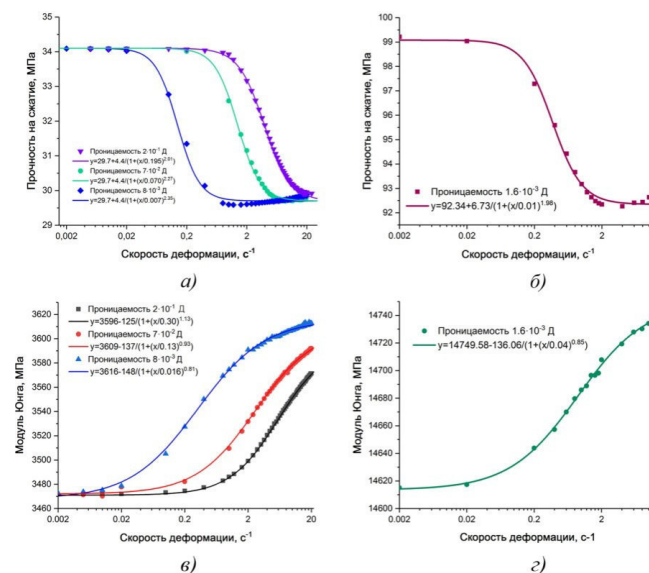 35
34
33
32
31
30
29
Прочность на сжатие, МПа
Проницаемость 2·10⁻¹ Д
y=29.7+4.4/(1+(x/0.195)²·⁶¹)
Проницаемость 7·10⁻² Д
y=29.7+4.4/(1+(x/0.070)²·²⁷)
Проницаемость 8·10⁻³ Д
y=29.7+4.4/(1+(x/0.007)²·²⁵)
0,002 0,02 0,2 2 20
Скорость деформации, с⁻¹
а)
100
99
98
97
96
95
94
93
92
Прочность на сжатие, МПа
Проницаемость 1.6·10⁻³ Д
y=92.34+6.73/(1+(x/0.01)¹·⁹⁸)
0.002 0.02 0.2 2
Скорость деформации, с⁻¹
б)
3620
3600
3580
3560
3540
3520
3500
3480
3460
Модуль Юнга, МПа
Проницаемость 2·10⁻¹ Д
y=3596-125/(1+(x/0.30)¹·¹³)
Проницаемость 7·10⁻² Д
y=3609-137/(1+(x/0.13)⁰·⁹³)
Проницаемость 8·10⁻³ Д
y=3616-148/(1+(x/0.016)⁰·⁸¹)
0.002 0.02 0.2 2 20
Скорость деформации, с⁻¹
в)
14740
14720
14700
14680
14660
14640
14620
14600
Модуль Юнга, МПа
Проницаемость 1.6·10⁻³ Д
y=14749.58-136.06/(1+(x/0.04)⁰·⁸⁵)
0.002 0.02 0.2 2
Скорость деформации, с-1
г)